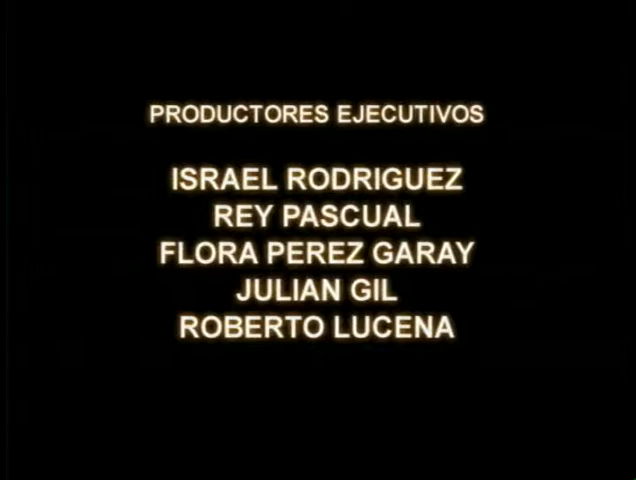 PRODUCTORES EJECUTIVOS
ISRAEL RODRIGUEZ
REY PASCUAL
FLORA PEREZ GARAY
JULIAN GIL
ROBERTO LUCENA